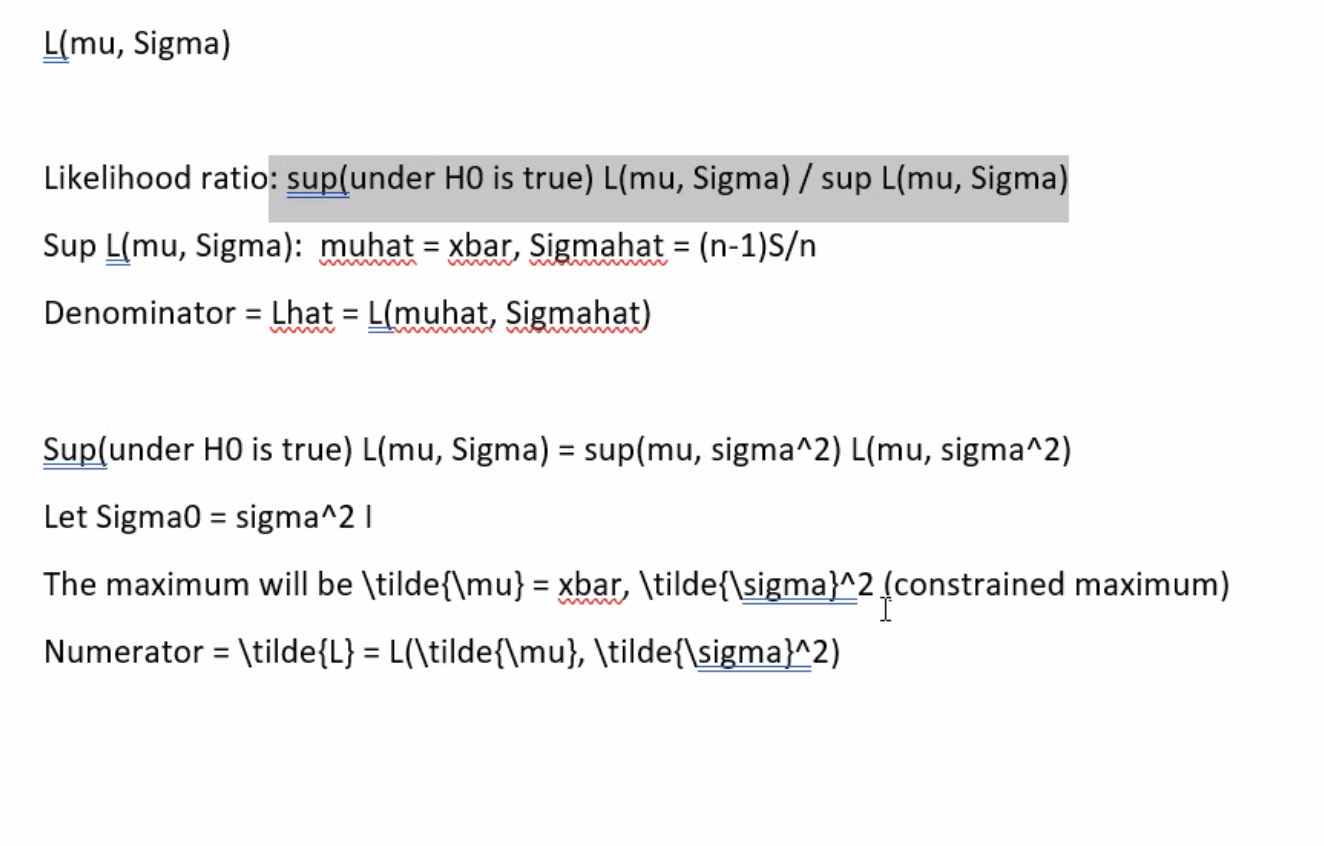 L(mu, Sigma)
Likelihood ratio: sup(under H0 is true) L(mu, Sigma) / sup L(mu, Sigma)
Sup L(mu, Sigma):  muhat = xbar, Sigmahat = (n-1)S/n
Denominator = Lhat = L(muhat, Sigmahat)
Sup(under H0 is true) L(mu, Sigma) = sup(mu, sigma^2) L(mu, sigma^2)
Let Sigma0 = sigma^2 I
The maximum will be \tilde{\mu} = xbar, \tilde{\sigma}^2 (constrained maximum)
Numerator = \tilde{L} = L(\tilde{\mu}, \tilde{\sigma}^2)